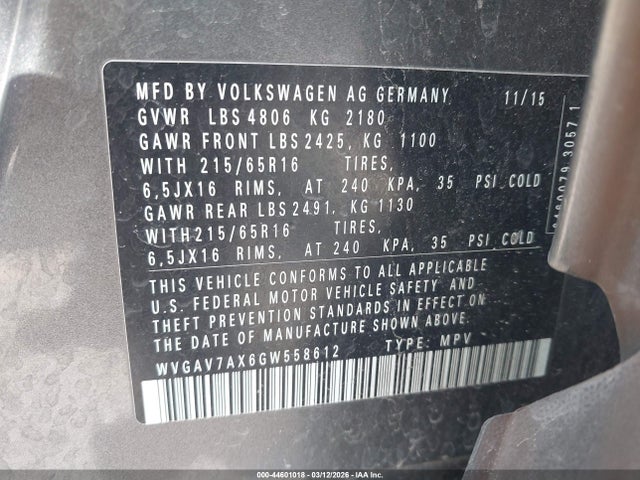 MFD BY VOLKSWAGEN AG GERMANY 11/15
GVWR LBS 4806 KG 2180
GAWR FRONT LBS 2425, KG 1100
WITH 215/65R16 TIRES,
6,5JX16 RIMS, AT 240 KPA, 35 PSI COLD
GAWR REAR LBS 2491, KG 1130
WITH 215/65R16 TIRES,
6,5JX16 RIMS, AT 240 KPA, 35 PSI COLD
THIS VEHICLE CONFORMS TO ALL APPLICABLE
U.S. FEDERAL MOTOR VEHICLE SAFETY AND
THEFT PREVENTION STANDARDS IN EFFECT ON
THE DATE OF MANUFACTURE SHOWN ABOVE.
WVGAV7AX6GW558612 TYPE: MPV
000-44601018 - 03/12/2026 - IAA Inc.